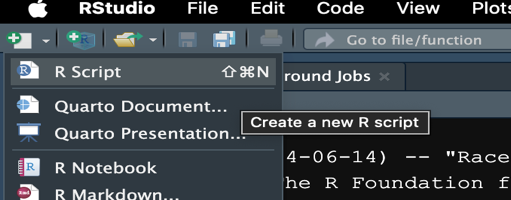 RStudio File Edit Code View Plots
Go to file/function
R Script ⇧⌘N
round Jobs ×
Quarto Document...
Create a new R script
Quarto Presentation...
4-06-14) -- "Race
R Notebook
he R Foundation f
R Markdown...